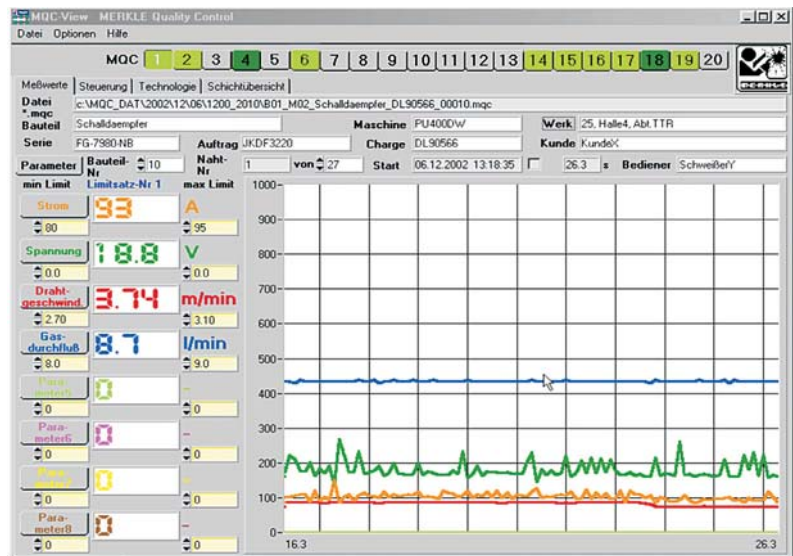 MQC-View MERKLE Quality Control
Datei Optionen Hilfe
MQC 1 2 3 4 5 6 7 8 9 10 11 12 13 14 15 16 17 18 19 20
Meßwerte Steuerung Technologie Schichtübersicht
Datei *.mqc c:\MQC_DAT\2002\12\06\1200_2010\B01_M02_Schalldaempfer_DL90566_00010.mqc
Bauteil Schalldaempfer Maschine PU400DW Werk 25, Halle4, Abt.TTR
Serie FG-7980-NB Auftrag JKDF3220 Charge DL90566 Kunde KundeX
Parameter Bauteil-Nr 10 Naht-Nr 1 von 27 Start 06.12.2002 13:18:35 26.3 s Bediener SchweißerY
min Limit Limitsatz-Nr 1 max Limit
Strom 93 A
80 95
Spannung 18.8 V
0.0 0.0
Draht-geschwind. 3.74 m/min
2.70 3.10
Gas-durchfluß 8.7 l/min
8.0 9.0
Para-meter5 0 -
0 0
Para-meter6 0 -
0 0
0 -
0 0
Para-meter8 0 -
0 0
1000
900
800
700
600
500
400
300
200
100
0
16.3 26.3
MERKLE